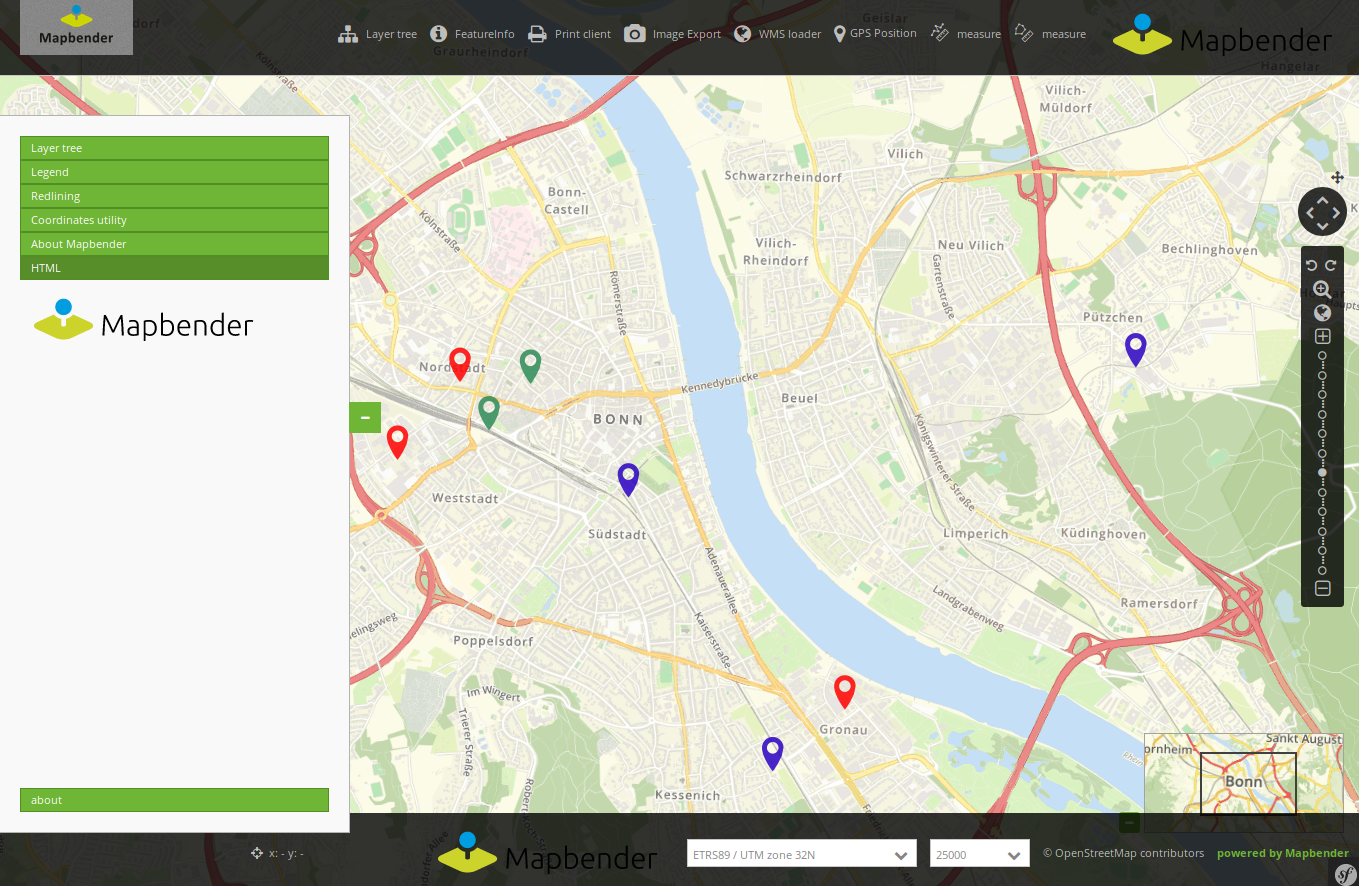 Geislar
Graurheindorf
Hangelar
Mapbender
Layer tree
FeatureInfo
Print client
Image Export
WMS loader
GPS Position
measure
measure
Mapbender
Layer tree
Legend
Redlining
Coordinates utility
About Mapbender
HTML
Mapbender
about
Kölnstraße
Vilich-
Müldorf
Vilich
Schwarzrheindorf
Bonn-
Castell
Kölnstraße
Vilich-
Rheindorf
Neu Vilich
Bechlinghoven
Gartenstraße
Römerstraße
Pützchen
Nordstadt
Kennedybrücke
Beuel
BONN
Königswinterer Straße
Weststadt
Südstadt
Limperich
Küdinghoven
Adenauerallee
Landgrabenweg
Ramersdorf
Kaiserstraße
elingsweg
Poppelsdorf
Im Wingert
Trierer Straße
Gronau
Kessenich
Rhein
ornheim
Sankt August
Bonn
x: - y: -
Mapbender
ETRS89 / UTM zone 32N
25000
© OpenStreetMap contributors
powered by Mapbender
sf